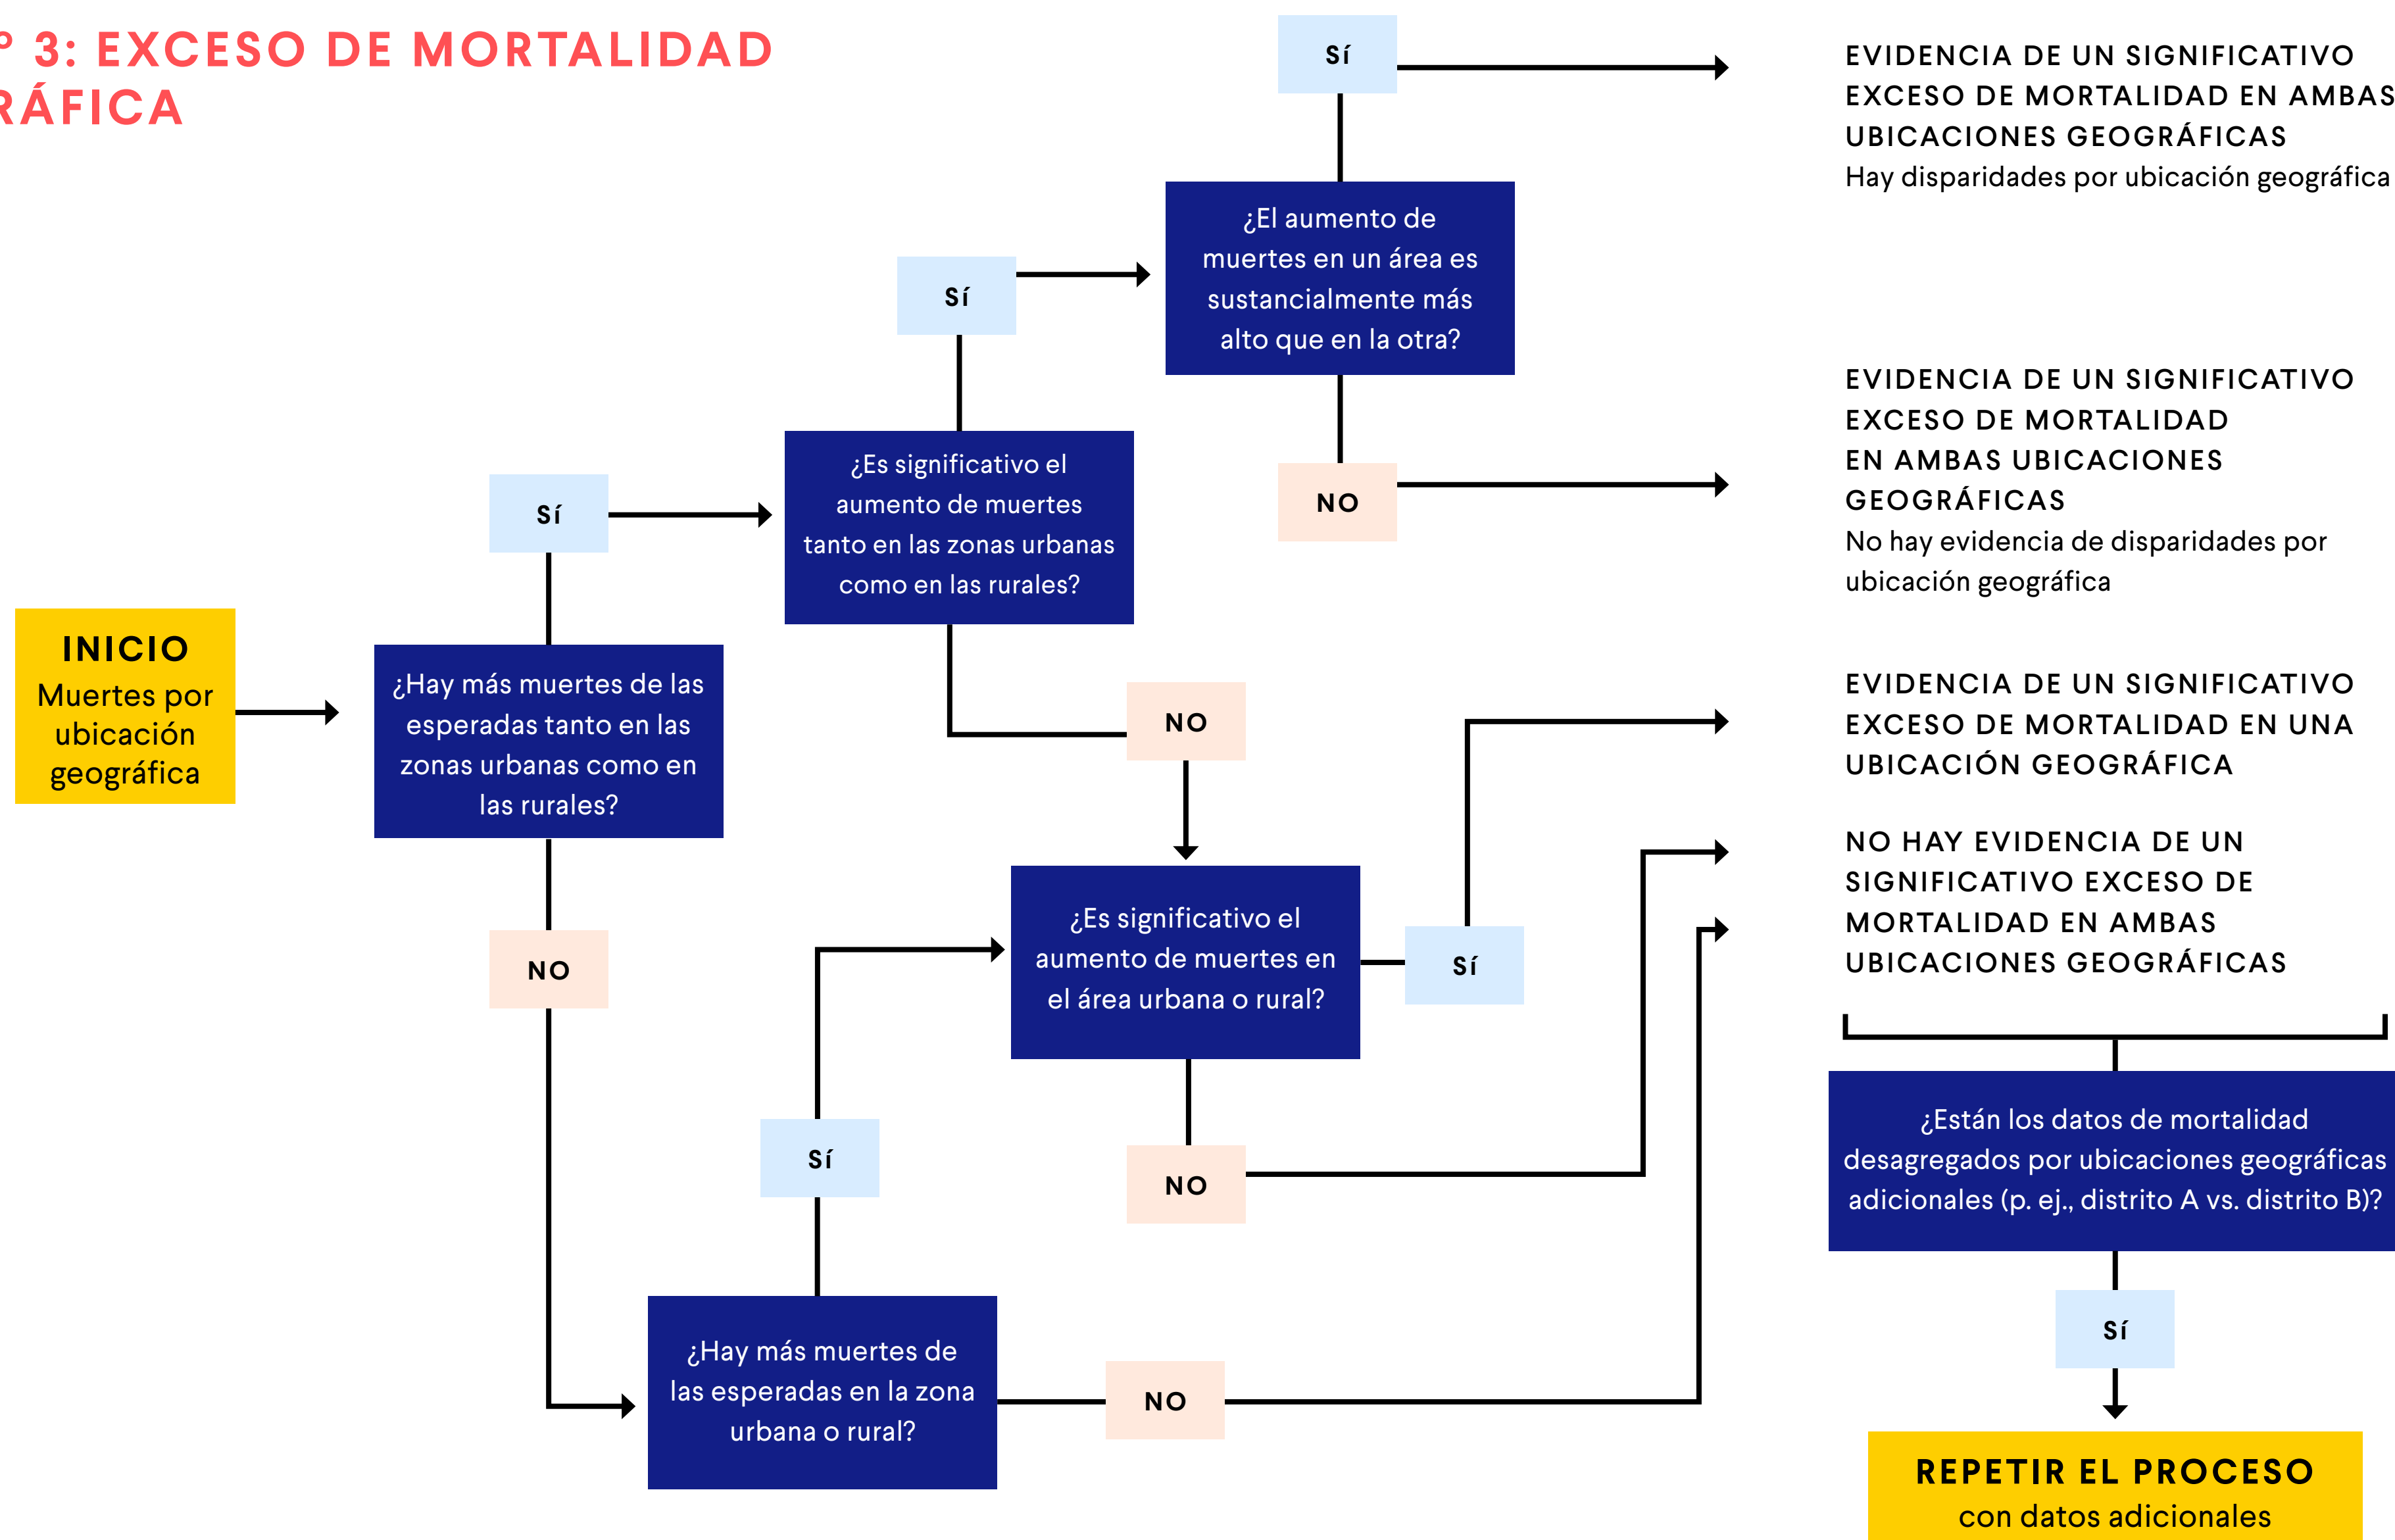 ° 3: EXCESO DE MORTALIDAD
RÁFICA
Sí
EVIDENCIA DE UN SIGNIFICATIVO
EXCESO DE MORTALIDAD EN AMBAS
UBICACIONES GEOGRÁFICAS
Hay disparidades por ubicación geográfica
¿El aumento de
muertes en un área es
sustancialmente más
alto que en la otra?
Sí
EVIDENCIA DE UN SIGNIFICATIVO
EXCESO DE MORTALIDAD
EN AMBAS UBICACIONES
GEOGRÁFICAS
No hay evidencia de disparidades por
ubicación geográfica
NO
¿Es significativo el
aumento de muertes
tanto en las zonas urbanas
como en las rurales?
Sí
INICIO
Muertes por
ubicación
geográfica
¿Hay más muertes de las
esperadas tanto en las
zonas urbanas como en
las rurales?
NO
EVIDENCIA DE UN SIGNIFICATIVO
EXCESO DE MORTALIDAD EN UNA
UBICACIÓN GEOGRÁFICA
NO HAY EVIDENCIA DE UN
SIGNIFICATIVO EXCESO DE
MORTALIDAD EN AMBAS
UBICACIONES GEOGRÁFICAS
¿Es significativo el
aumento de muertes en
el área urbana o rural?
Sí
NO
Sí
NO
¿Están los datos de mortalidad
desagregados por ubicaciones geográficas
adicionales (p. ej., distrito A vs. distrito B)?
¿Hay más muertes de
las esperadas en la zona
urbana o rural?
NO
Sí
REPETIR EL PROCESO
con datos adicionales